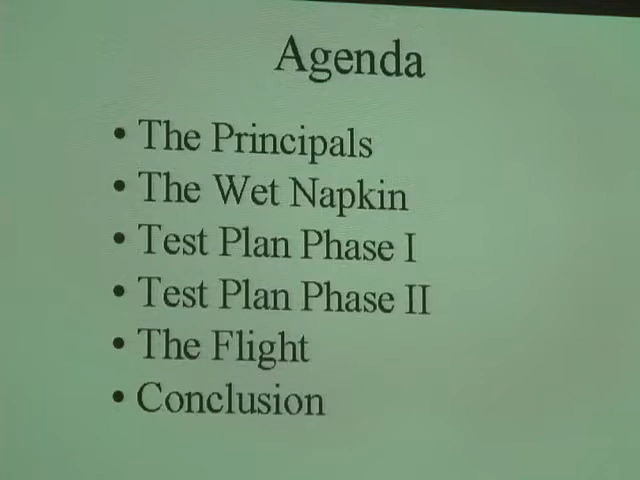 Agenda
• The Principals
• The Wet Napkin
• Test Plan Phase I
• Test Plan Phase II
• The Flight
• Conclusion